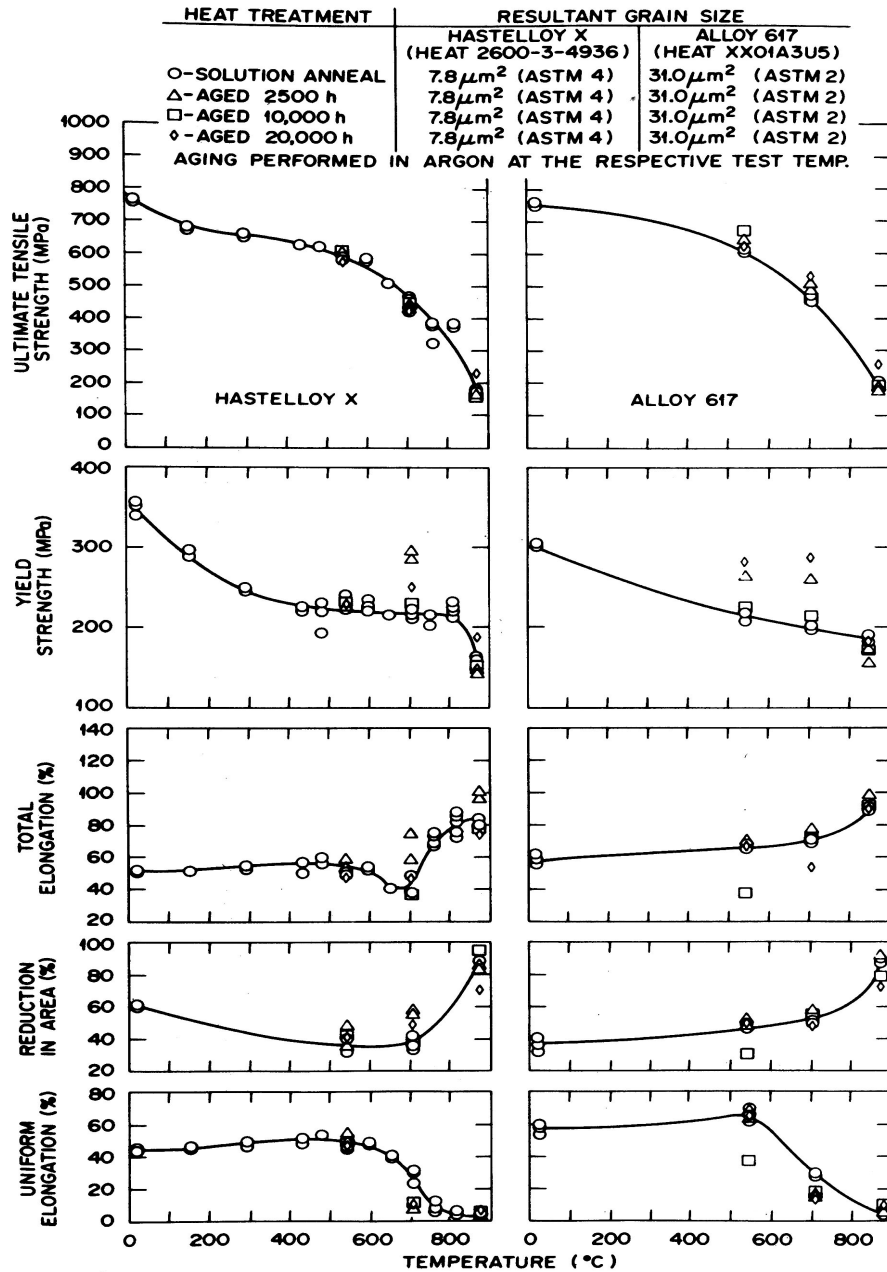 HEAT TREATMENT RESULTANT GRAIN SIZE
HASTELLOY X ALLOY 617
(HEAT 2600-3-4936) (HEAT XX01A3U5)
O-SOLUTION ANNEAL 7.8μm² (ASTM 4) 31.0μm² (ASTM 2)
△-AGED 2500 h 7.8μm² (ASTM 4) 31.0μm² (ASTM 2)
□-AGED 10,000 h 7.8μm² (ASTM 4) 31.0μm² (ASTM 2)
◊-AGED 20,000 h 7.8μm² (ASTM 4) 31.0μm² (ASTM 2)
AGING PERFORMED IN ARGON AT THE RESPECTIVE TEST TEMP.
ULTIMATE TENSILE
STRENGTH (MPa)
1000
900
800
700
600
500
400
300
200
100
0
HASTELLOY X
ALLOY 617
YIELD
STRENGTH (MPa)
400
300
200
100
TOTAL
ELONGATION (%)
140
120
100
80
60
40
20
REDUCTION
IN AREA (%)
100
80
60
40
20
UNIFORM
ELONGATION (%)
80
60
40
20
0
0 200 400 600 800 0 200 400 600 800
TEMPERATURE (°C)